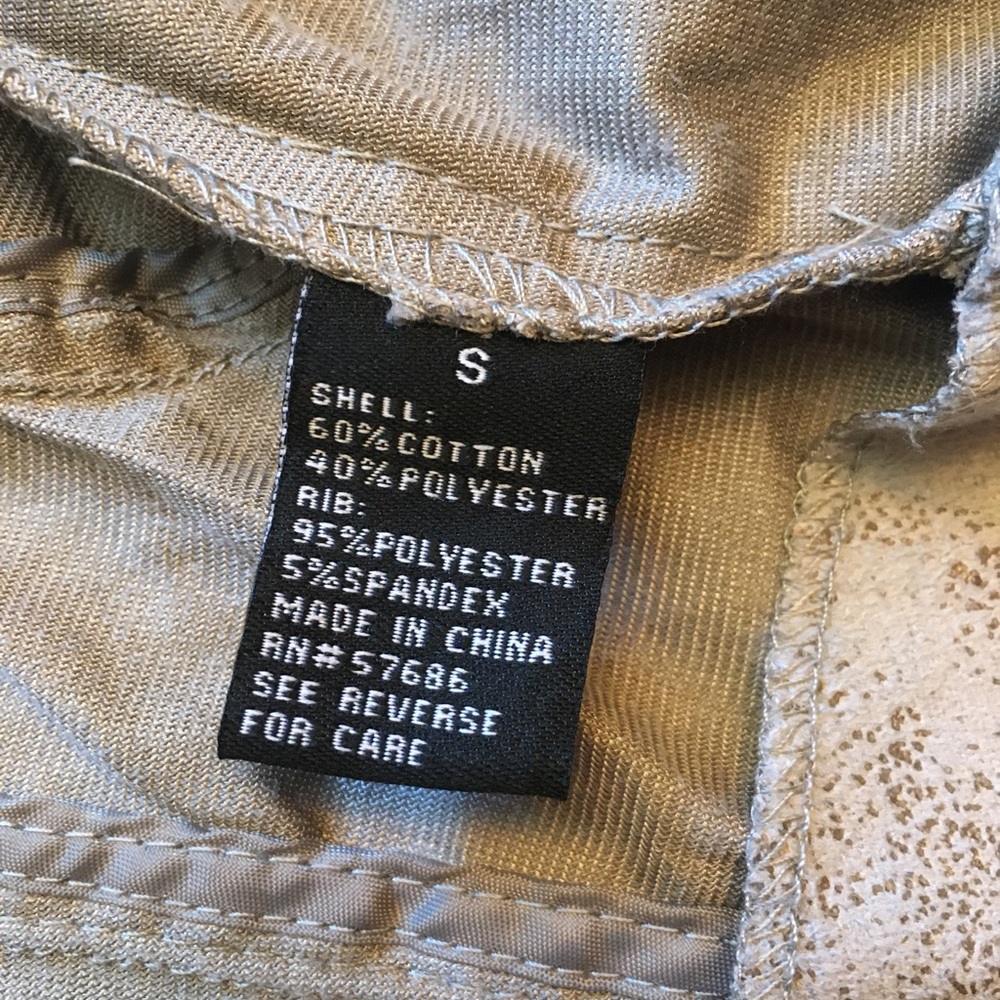 S
SHELL:
60%COTTON
40%POLYESTER
RIB:
95%POLYESTER
5%SPANDEX
MADE IN CHINA
RN#57686
SEE REVERSE
FOR CARE